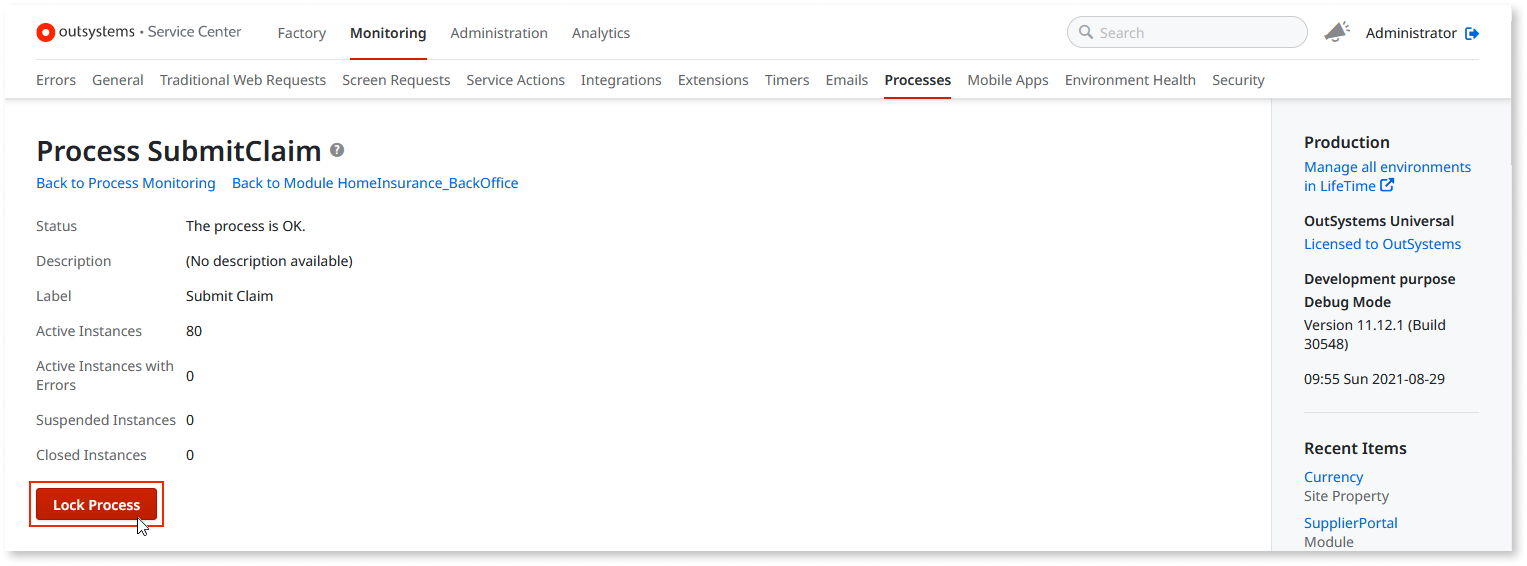 outsystems • Service Center
Factory
Monitoring
Administration
Analytics
Search
Administrator
Errors
General
Traditional Web Requests
Screen Requests
Service Actions
Integrations
Extensions
Timers
Emails
Processes
Mobile Apps
Environment Health
Security
Process SubmitClaim ?
Back to Process Monitoring
Back to Module HomeInsurance_BackOffice
Status The process is OK.
Description (No description available)
Label Submit Claim
Active Instances 80
Active Instances with
Errors 0
Suspended Instances 0
Closed Instances 0
Lock Process
Production
Manage all environments
in LifeTime
OutSystems Universal
Licensed to OutSystems
Development purpose
Debug Mode
Version 11.12.1 (Build
30548)
09:55 Sun 2021-08-29
Recent Items
Currency
Site Property
SupplierPortal
Module